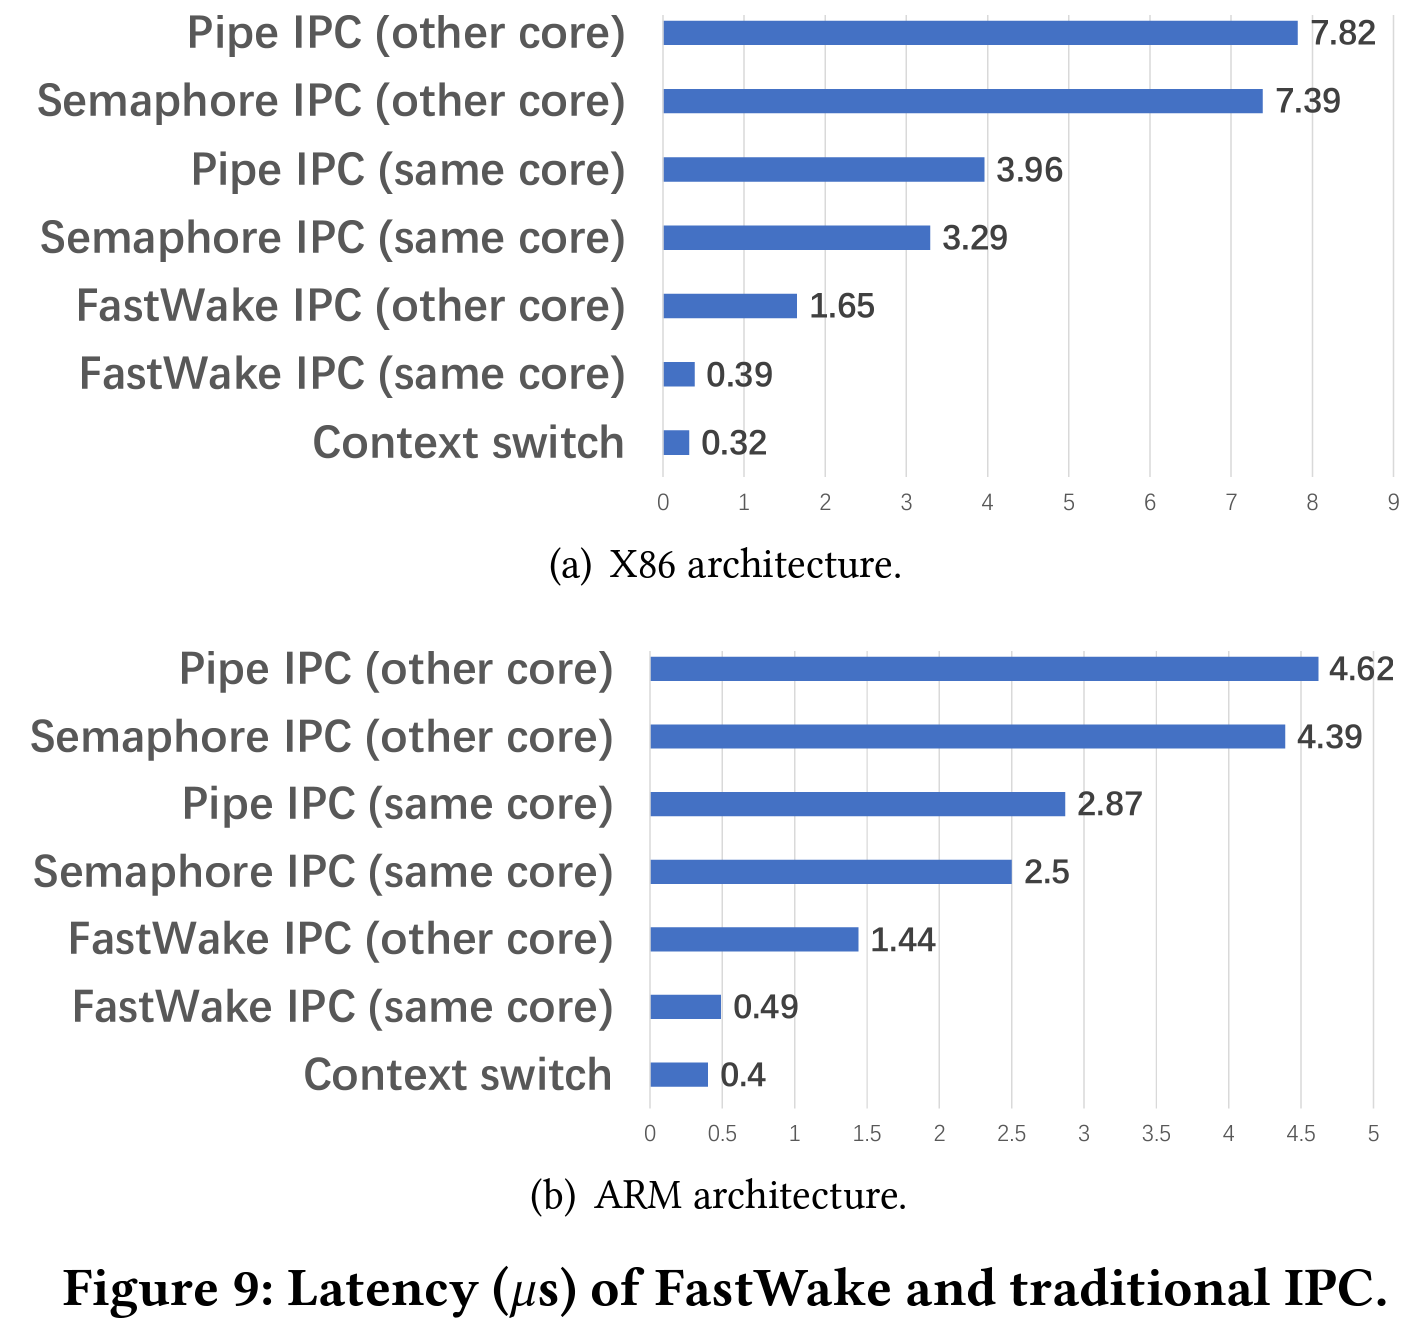 Pipe IPC (other core) 7.82
Semaphore IPC (other core) 7.39
Pipe IPC (same core) 3.96
Semaphore IPC (same core) 3.29
FastWake IPC (other core) 1.65
FastWake IPC (same core) 0.39
Context switch 0.32
0 1 2 3 4 5 6 7 8 9
(a) X86 architecture.
Pipe IPC (other core) 4.62
Semaphore IPC (other core) 4.39
Pipe IPC (same core) 2.87
Semaphore IPC (same core) 2.5
FastWake IPC (other core) 1.44
FastWake IPC (same core) 0.49
Context switch 0.4
0 0.5 1 1.5 2 2.5 3 3.5 4 4.5 5
(b) ARM architecture.
Figure 9: Latency (μs) of FastWake and traditional IPC.